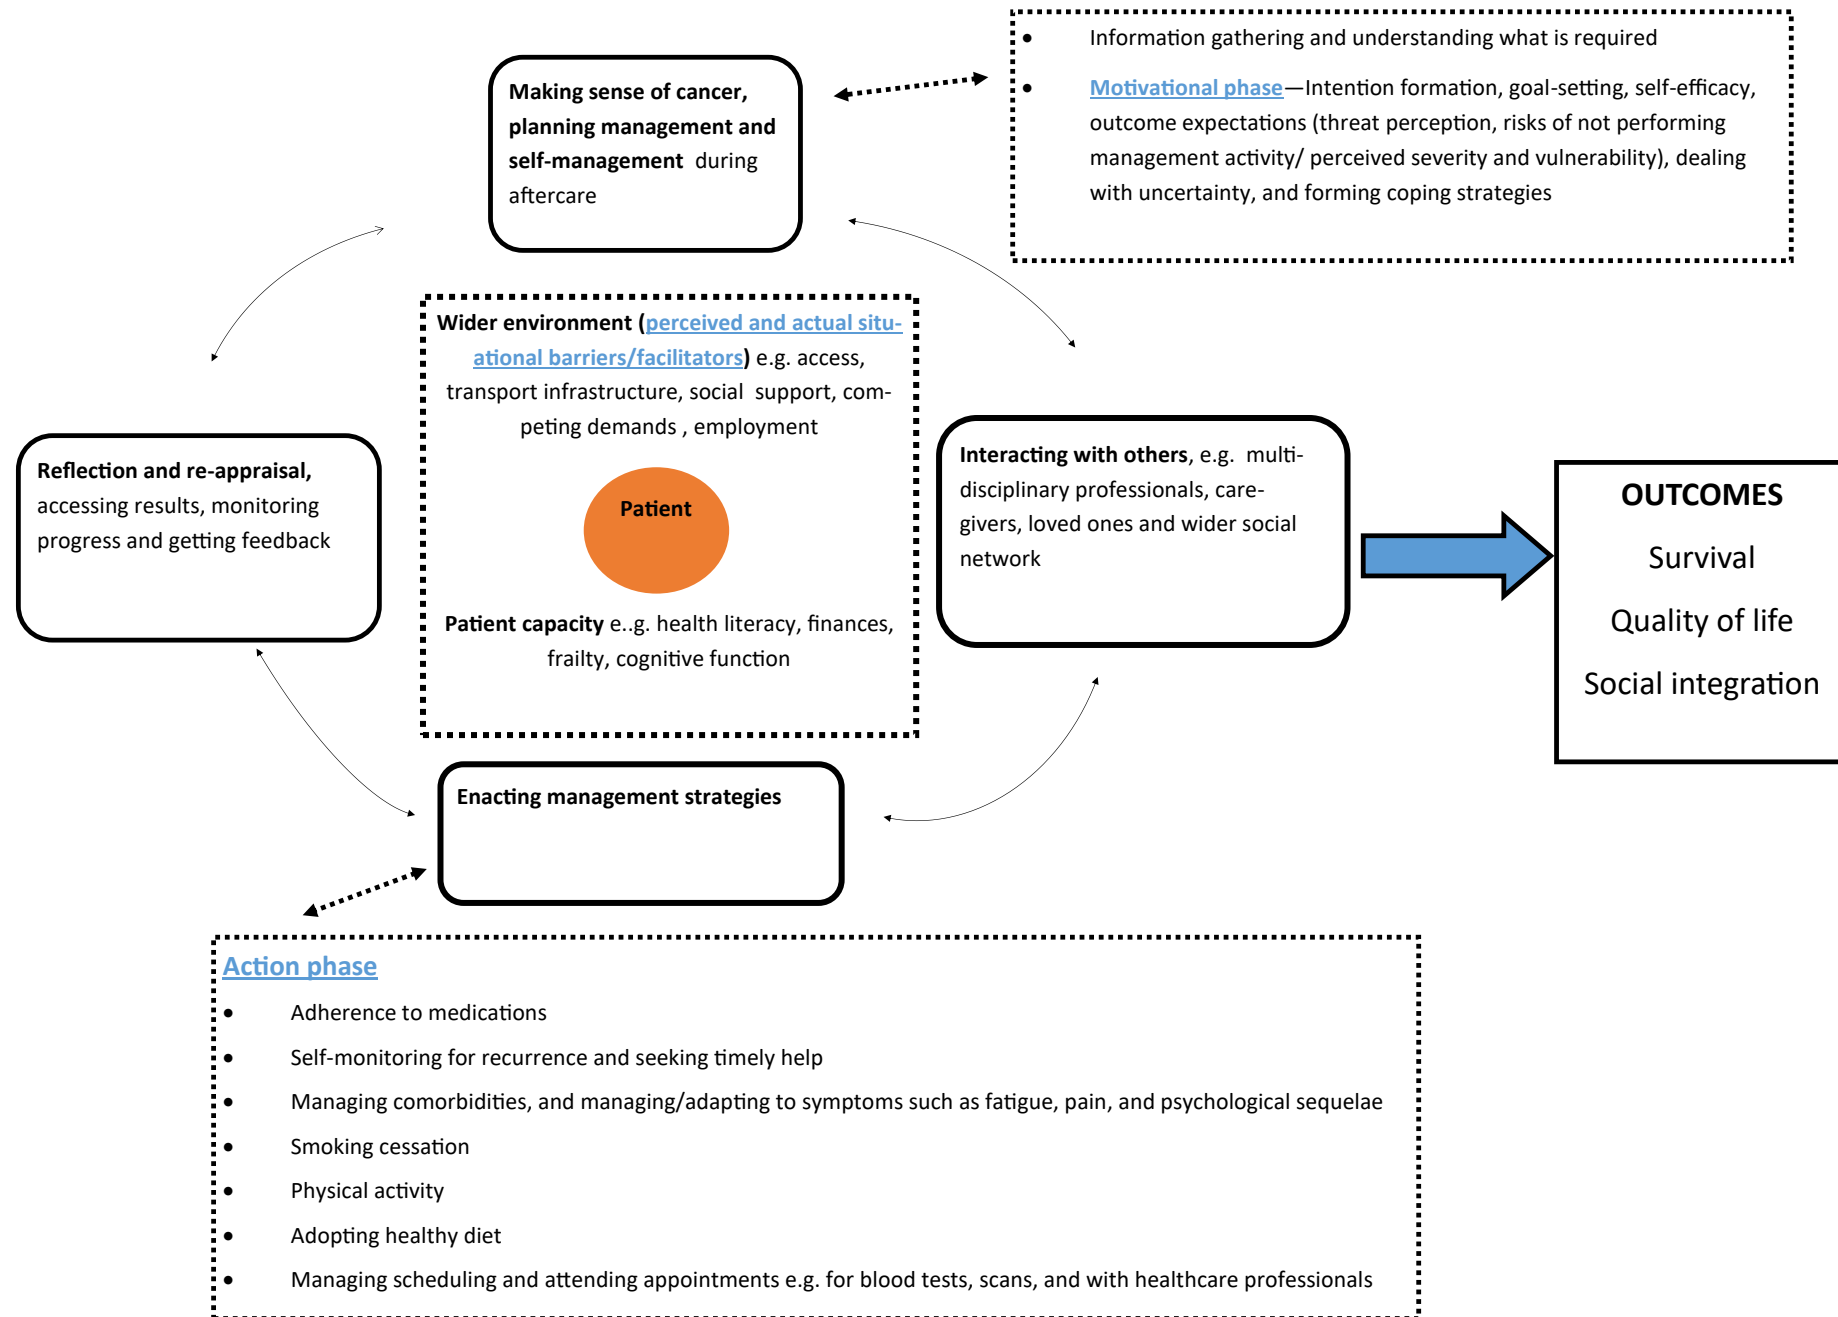 Making sense of cancer,
planning management and
self-management  during
aftercare
• Information gathering and understanding what is required
• Motivational phase—Intention formation, goal-setting, self-efficacy,
outcome expectations (threat perception, risks of not performing
management activity/ perceived severity and vulnerability), dealing
with uncertainty, and forming coping strategies
Wider environment (perceived and actual situ-
ational barriers/facilitators) e.g. access,
transport infrastructure, social  support, com-
peting demands , employment
Patient
Patient capacity e..g. health literacy, finances,
frailty, cognitive function
Reflection and re-appraisal,
accessing results, monitoring
progress and getting feedback
Interacting with others, e.g.  multi-
disciplinary professionals, care-
givers, loved ones and wider social
network
OUTCOMES
Survival
Quality of life
Social integration
Enacting management strategies
Action phase
• Adherence to medications
• Self-monitoring for recurrence and seeking timely help
• Managing comorbidities, and managing/adapting to symptoms such as fatigue, pain, and psychological sequelae
• Smoking cessation
• Physical activity
• Adopting healthy diet
• Managing scheduling and attending appointments e.g. for blood tests, scans, and with healthcare professionals